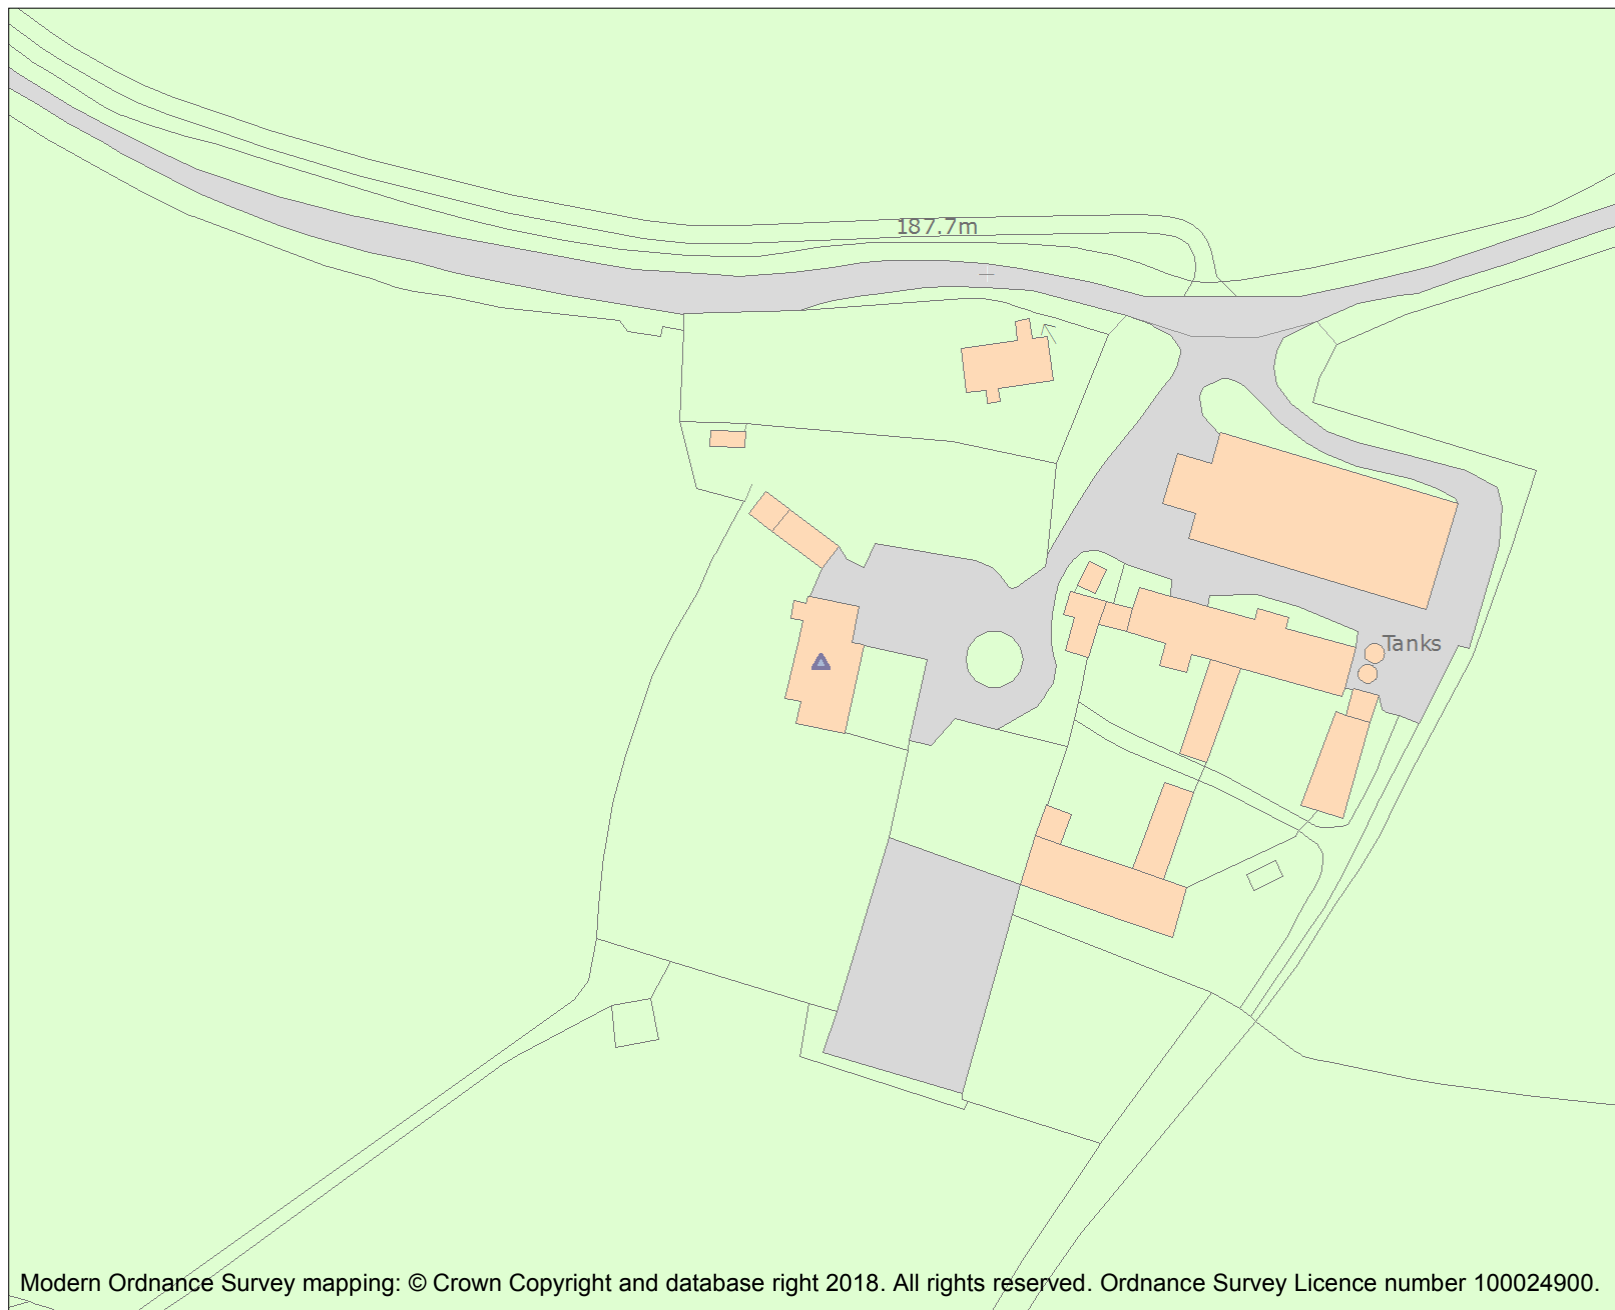 187.7m
Tanks
Modern Ordnance Survey mapping: © Crown Copyright and database right 2018. All rights reserved. Ordnance Survey Licence number 100024900.